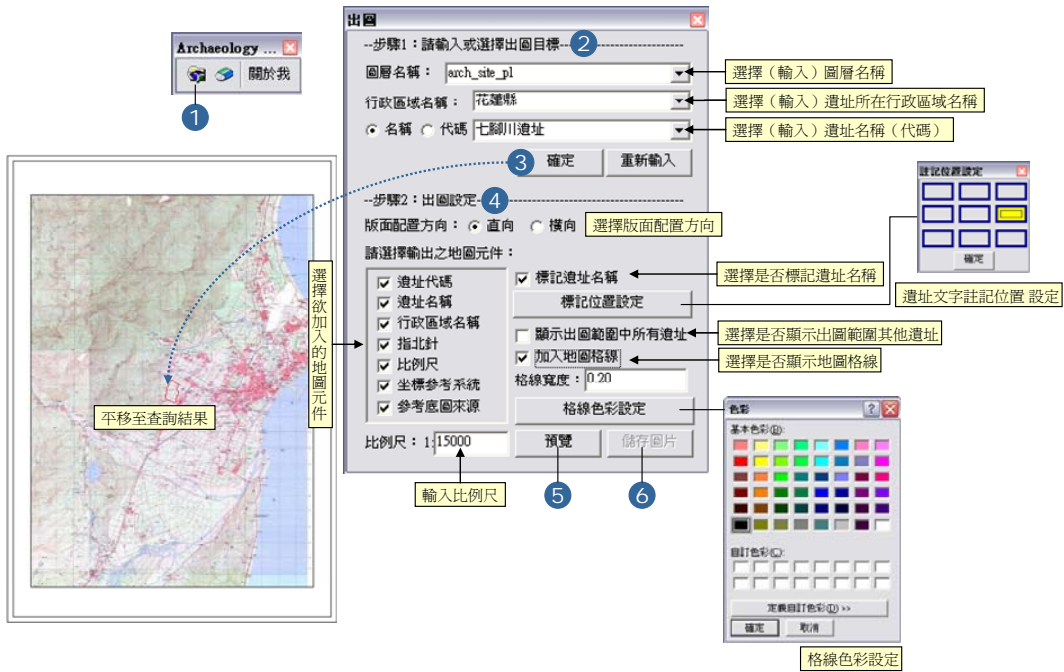 Archaeology ...
關於我
1
出圖
--步驟1：請輸入或選擇出圖目標--
2
圖層名稱： arch_site_pl
選擇（輸入）圖層名稱
行政區域名稱： 花蓮縣
選擇（輸入）遺址所在行政區域名稱
名稱 代碼 七腳川遺址
選擇（輸入）遺址名稱（代碼）
3
確定 重新輸入
--步驟2：出圖設定--
4
版面配置方向： 直向 橫向
選擇版面配置方向
請選擇輸出之地圖元件：
遺址代碼
遺址名稱
行政區域名稱
指北針
比例尺
坐標參考系統
參考底圖來源
選擇欲加入的地圖元件
標記遺址名稱
選擇是否標記遺址名稱
標記位置設定
顯示出圖範圍中所有遺址
選擇是否顯示出圖範圍其他遺址
加入地圖格線
選擇是否顯示地圖格線
格線寬度： 0.20
格線色彩設定
比例尺： 1: 15000
預覽
儲存圖片
輸入比例尺
5
6
平移至查詢結果
註記位置設定
確定
遺址文字註記位置 設定
色彩
基本色彩(B):
自訂色彩(C):
定義自訂色彩(D) >>
確定 取消
格線色彩設定